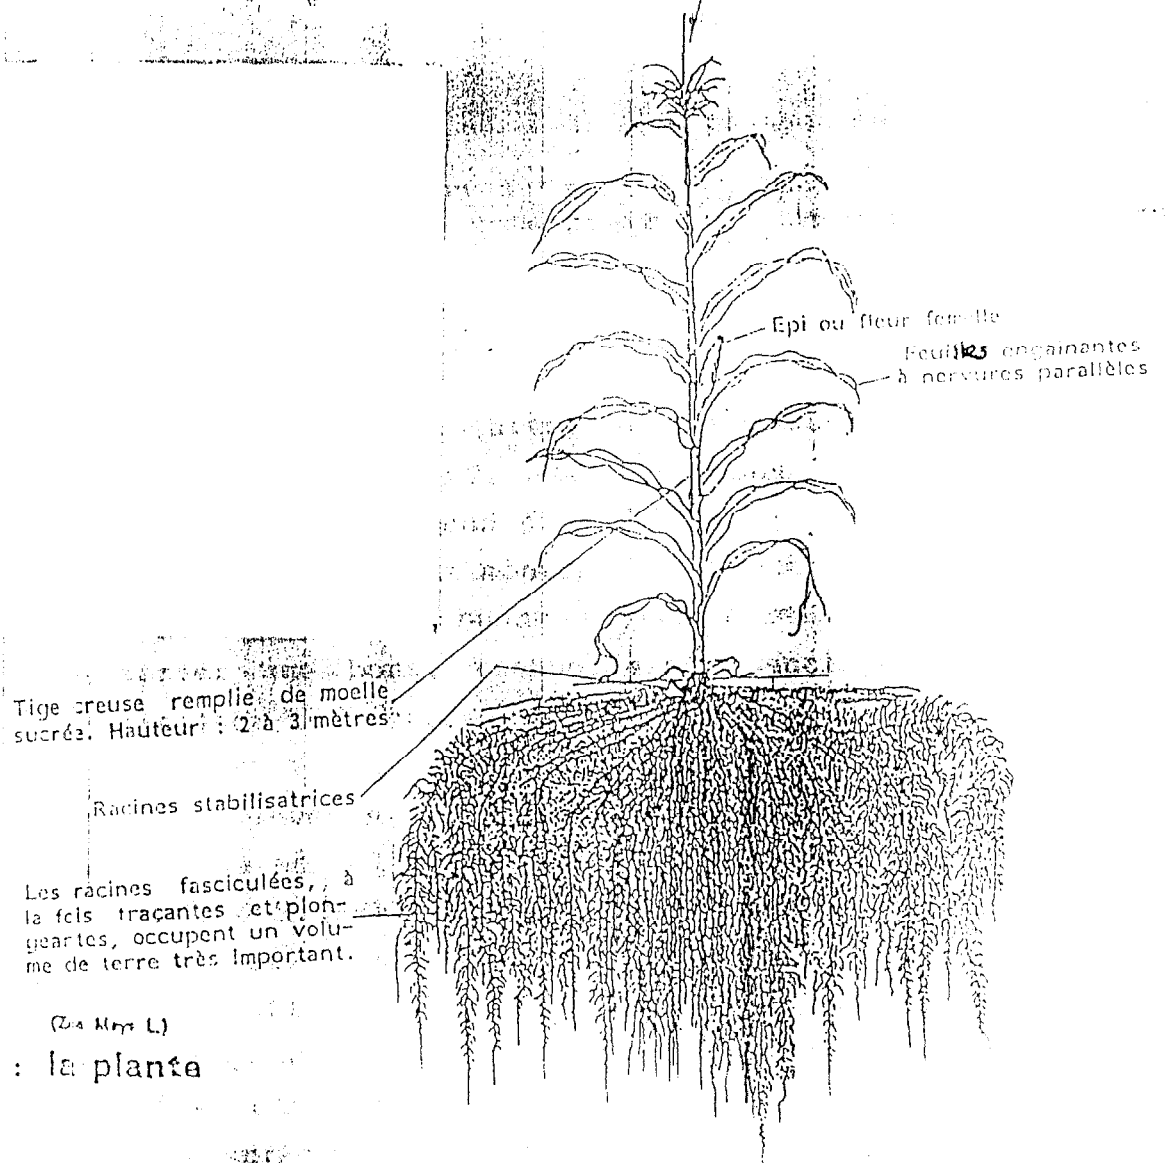 Epi ou fleur femelle
Feuilles engainantes
à nervures parallèles
Tige creuse remplie de moelle
sucrée. Hauteur : 2 à 3 mètres
Racines stabilisatrices
Les racines fasciculées, à
la fois traçantes et plon-
geantes, occupent un volu-
me de terre très important.
(Zea Mays L.)
: la plante